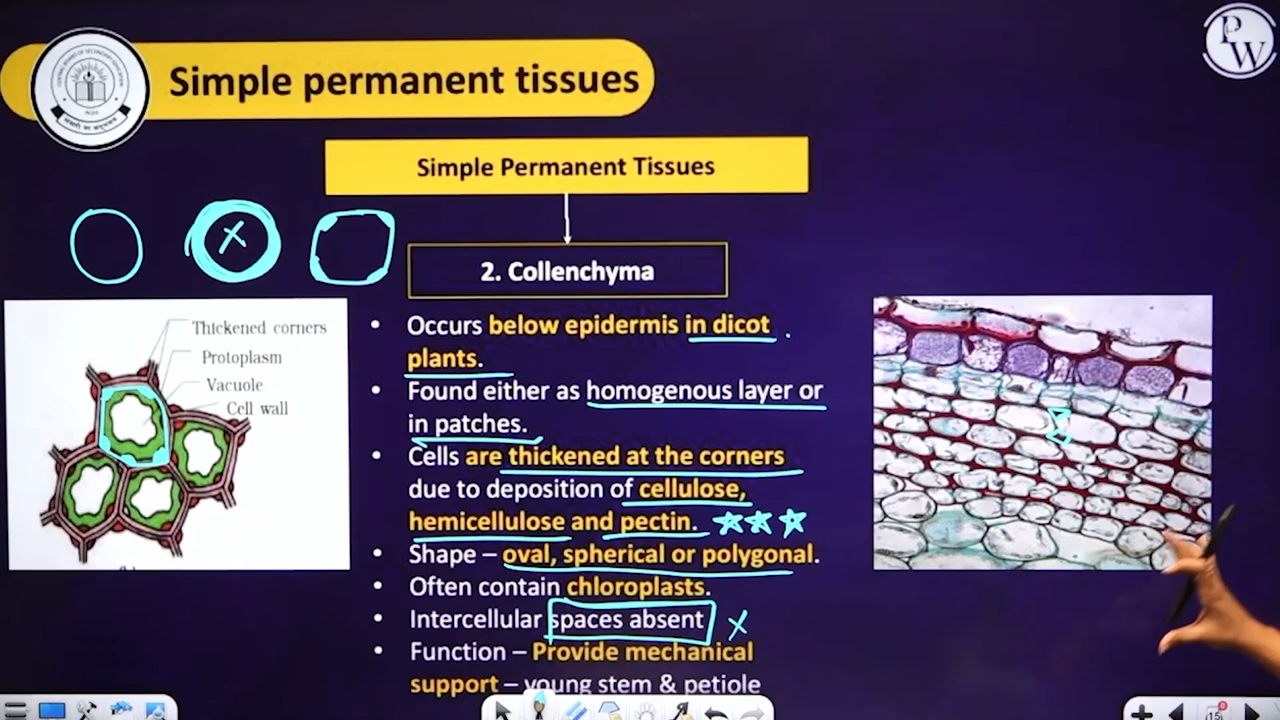 Simple permanent tissues
PW
Simple Permanent Tissues
2. Collenchyma
Thickened corners
Protoplasm
Vacuole
Cell wall
• Occurs below epidermis in dicot
plants.
• Found either as homogenous layer or
in patches.
• Cells are thickened at the corners
due to deposition of cellulose,
hemicellulose and pectin.
• Shape – oval, spherical or polygonal.
• Often contain chloroplasts.
• Intercellular spaces absent
• Function – Provide mechanical
support – young stem & petiole
15